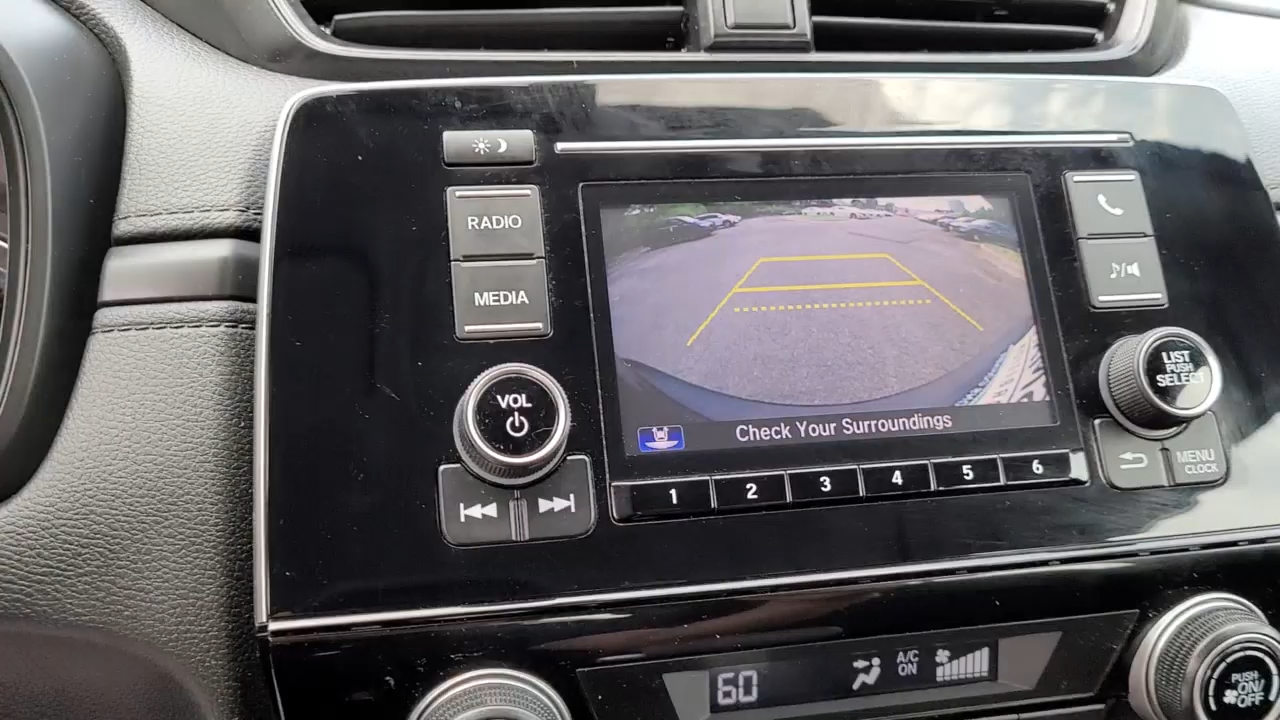 RADIO
MEDIA
VOL
LIST
PUSH
SELECT
MENU
CLOCK
Check Your Surroundings
1 2 3 4 5 6
60
A/C
ON
PUSH
ON/
OFF